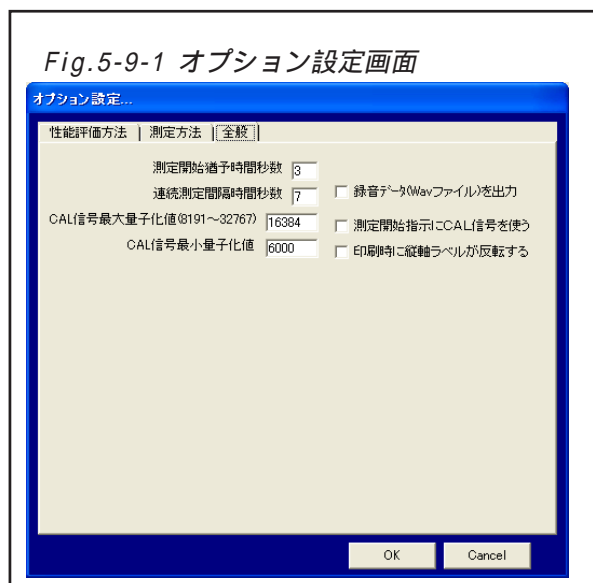 Fig.5-9-1 オプション設定画面
オプション設定...
性能評価方法 測定方法 全般
測定開始猶予時間秒数 3
連続測定間隔時間秒数 7
□ 録音データ(Wavファイル)を出力
CAL信号最大量子化値(8191～32767) 16384
□ 測定開始指示にCAL信号を使う
CAL信号最小量子化値 6000
□ 印刷時に縦軸ラベルが反転する
OK Cancel